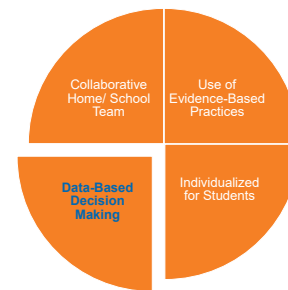 Collaborative
Home/ School
Team
Use of
Evidence-Based
Practices
Data-Based
Decision
Making
Individualized
for Students